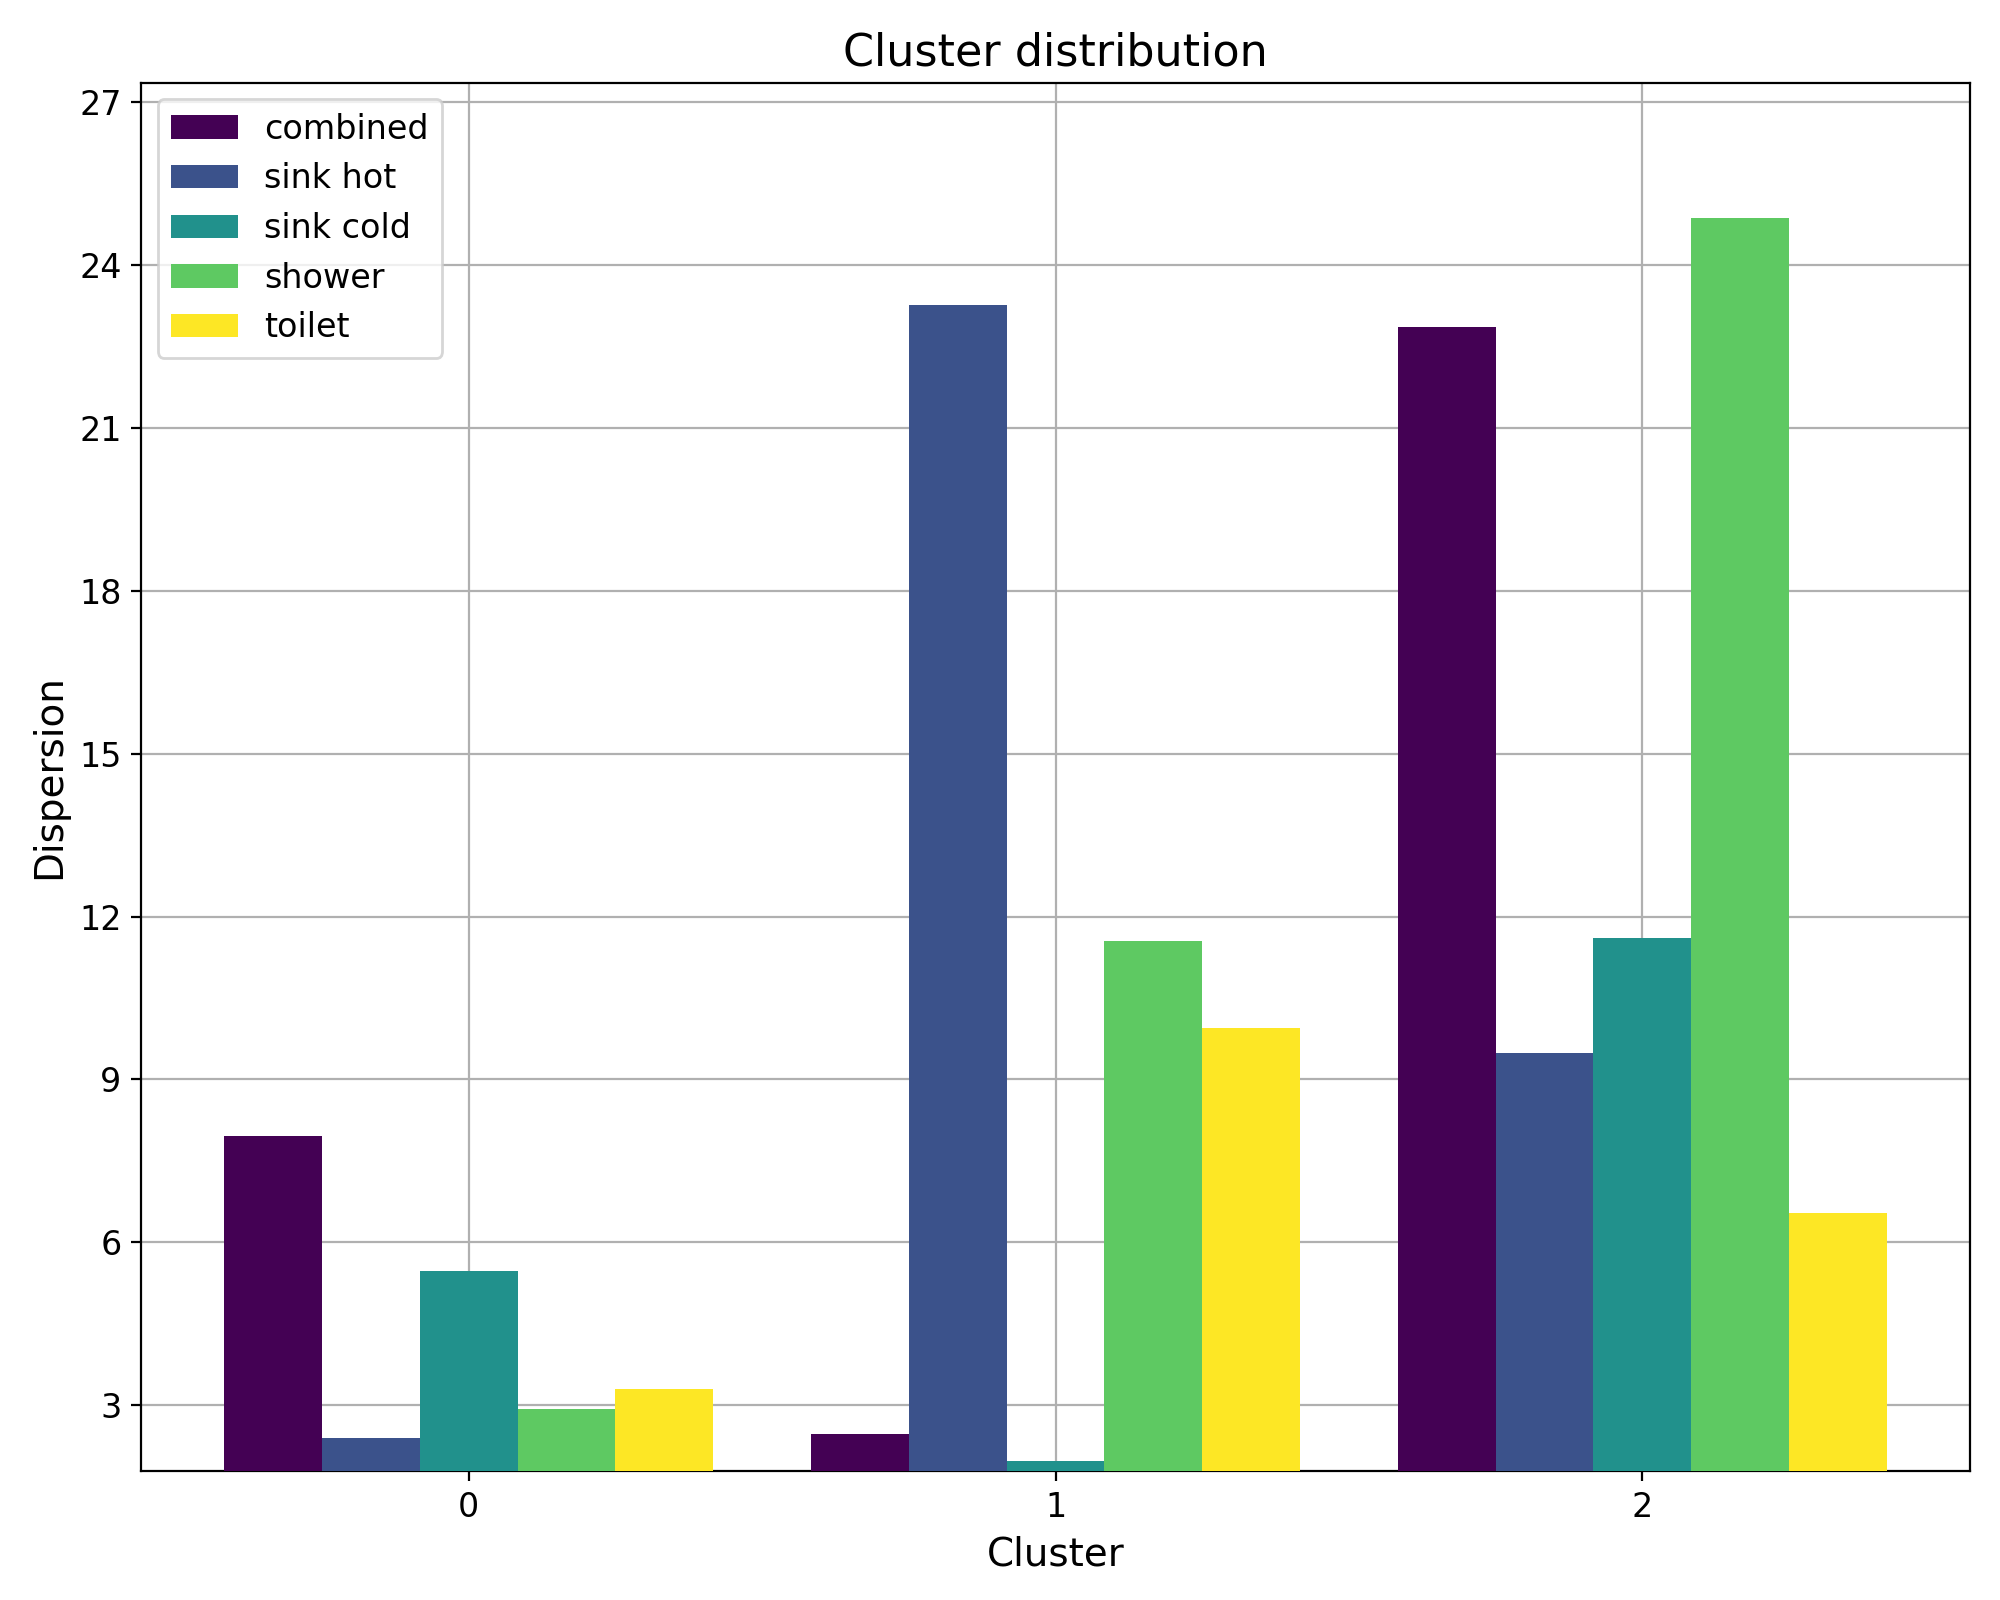 Cluster distribution
27
24
21
18
15
12
9
6
3
combined
sink hot
sink cold
shower
toilet
Dispersion
0
1
2
Cluster